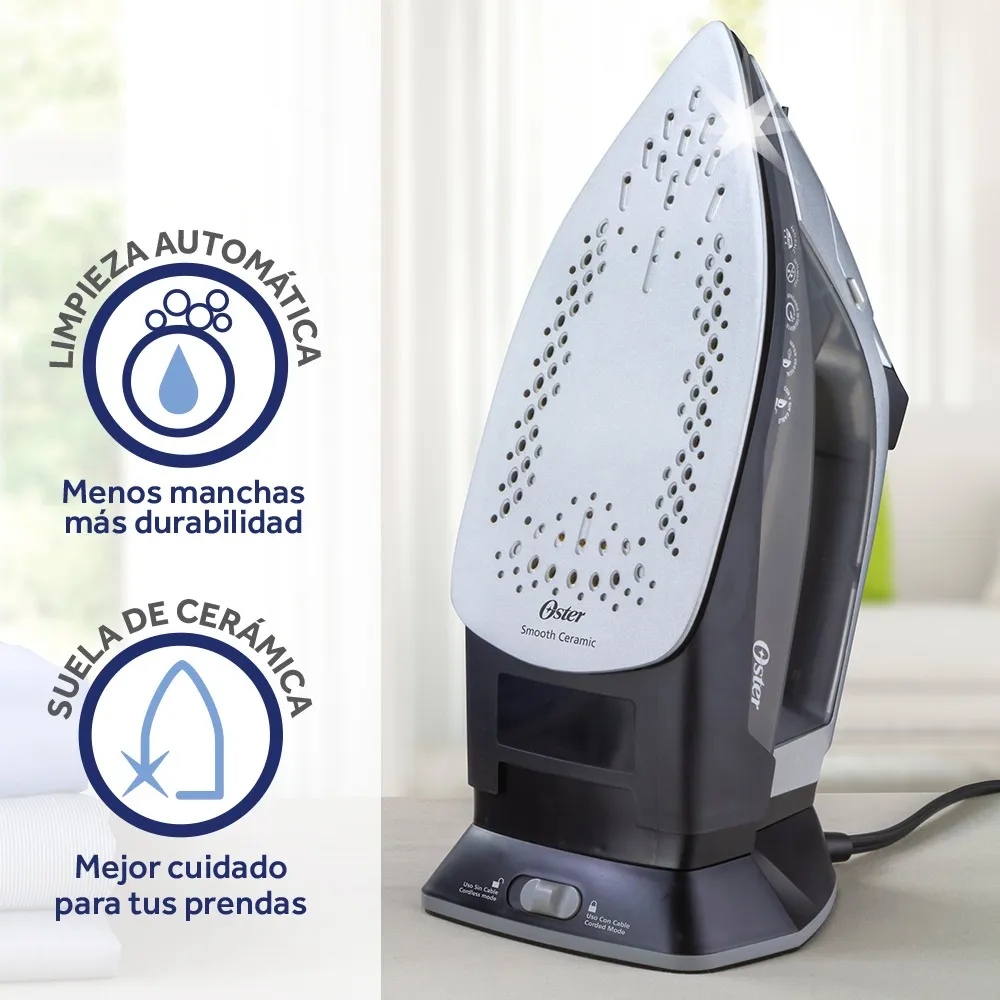 LIMPIEZA AUTOMÁTICA
Menos manchas
más durabilidad
SUELA DE CERÁMICA
Mejor cuidado
para tus prendas
Oster
Smooth Ceramic
Oster
Uso Sin Cable
Cordless mode
Uso Con Cable
Corded Mode